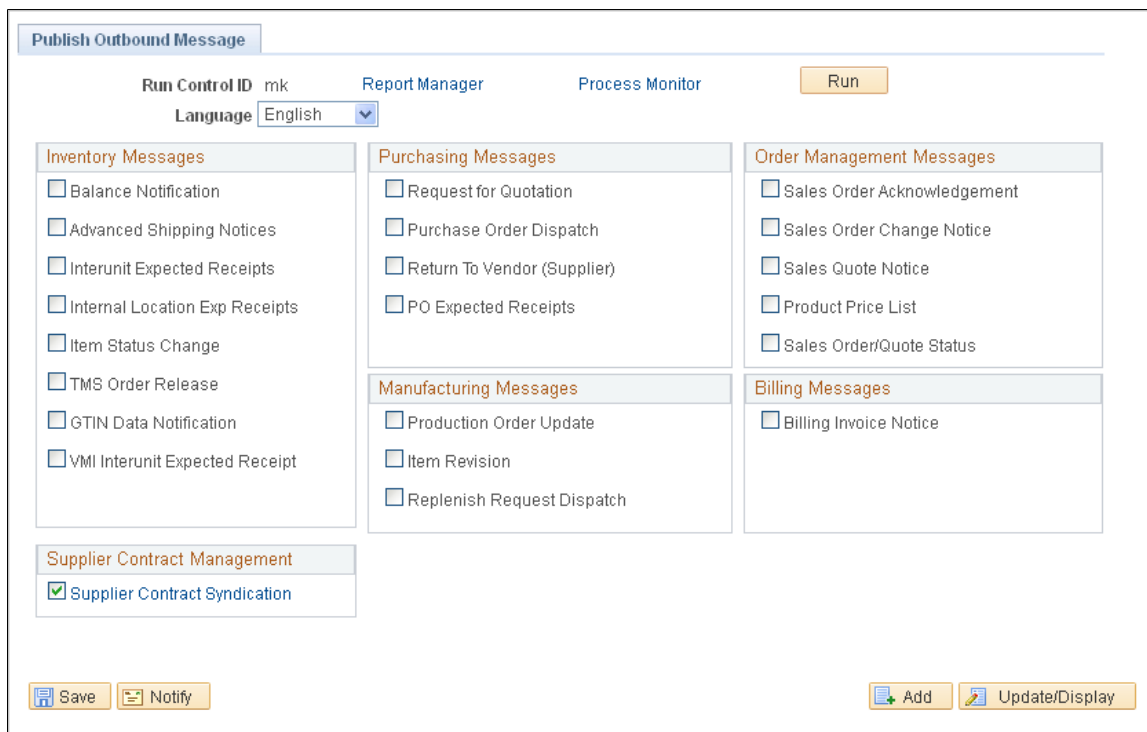 Publish Outbound Message
Run Control ID mk Report Manager Process Monitor Run
Language English
Inventory Messages
Balance Notification
Advanced Shipping Notices
Interunit Expected Receipts
Internal Location Exp Receipts
Item Status Change
TMS Order Release
GTIN Data Notification
VMI Interunit Expected Receipt
Purchasing Messages
Request for Quotation
Purchase Order Dispatch
Return To Vendor (Supplier)
PO Expected Receipts
Order Management Messages
Sales Order Acknowledgement
Sales Order Change Notice
Sales Quote Notice
Product Price List
Sales Order/Quote Status
Manufacturing Messages
Production Order Update
Item Revision
Replenish Request Dispatch
Billing Messages
Billing Invoice Notice
Supplier Contract Management
Supplier Contract Syndication
Save Notify Add Update/Display